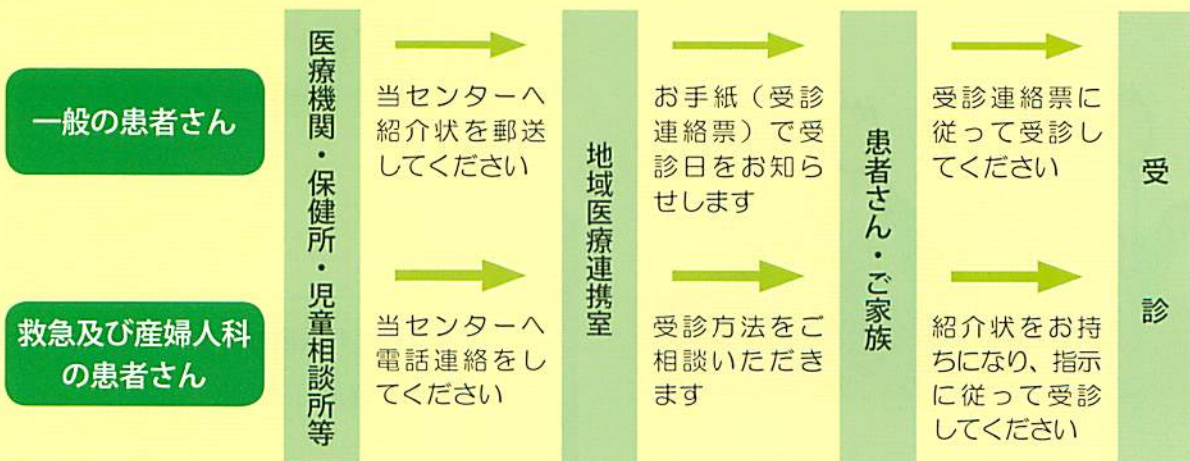 一般の患者さん
医療機関・保健所・児童相談所等
当センターへ
紹介状を郵送
してください
地域医療連携室
お手紙（受診
連絡票）で受
診日をお知ら
せします
患者さん・ご家族
受診連絡票に
従って受診し
てください
受診
救急及び産婦人科
の患者さん
当センターへ
電話連絡をし
てください
受診方法をご
相談いただき
ます
紹介状をお持
ちになり、指示
に従って受診
してください